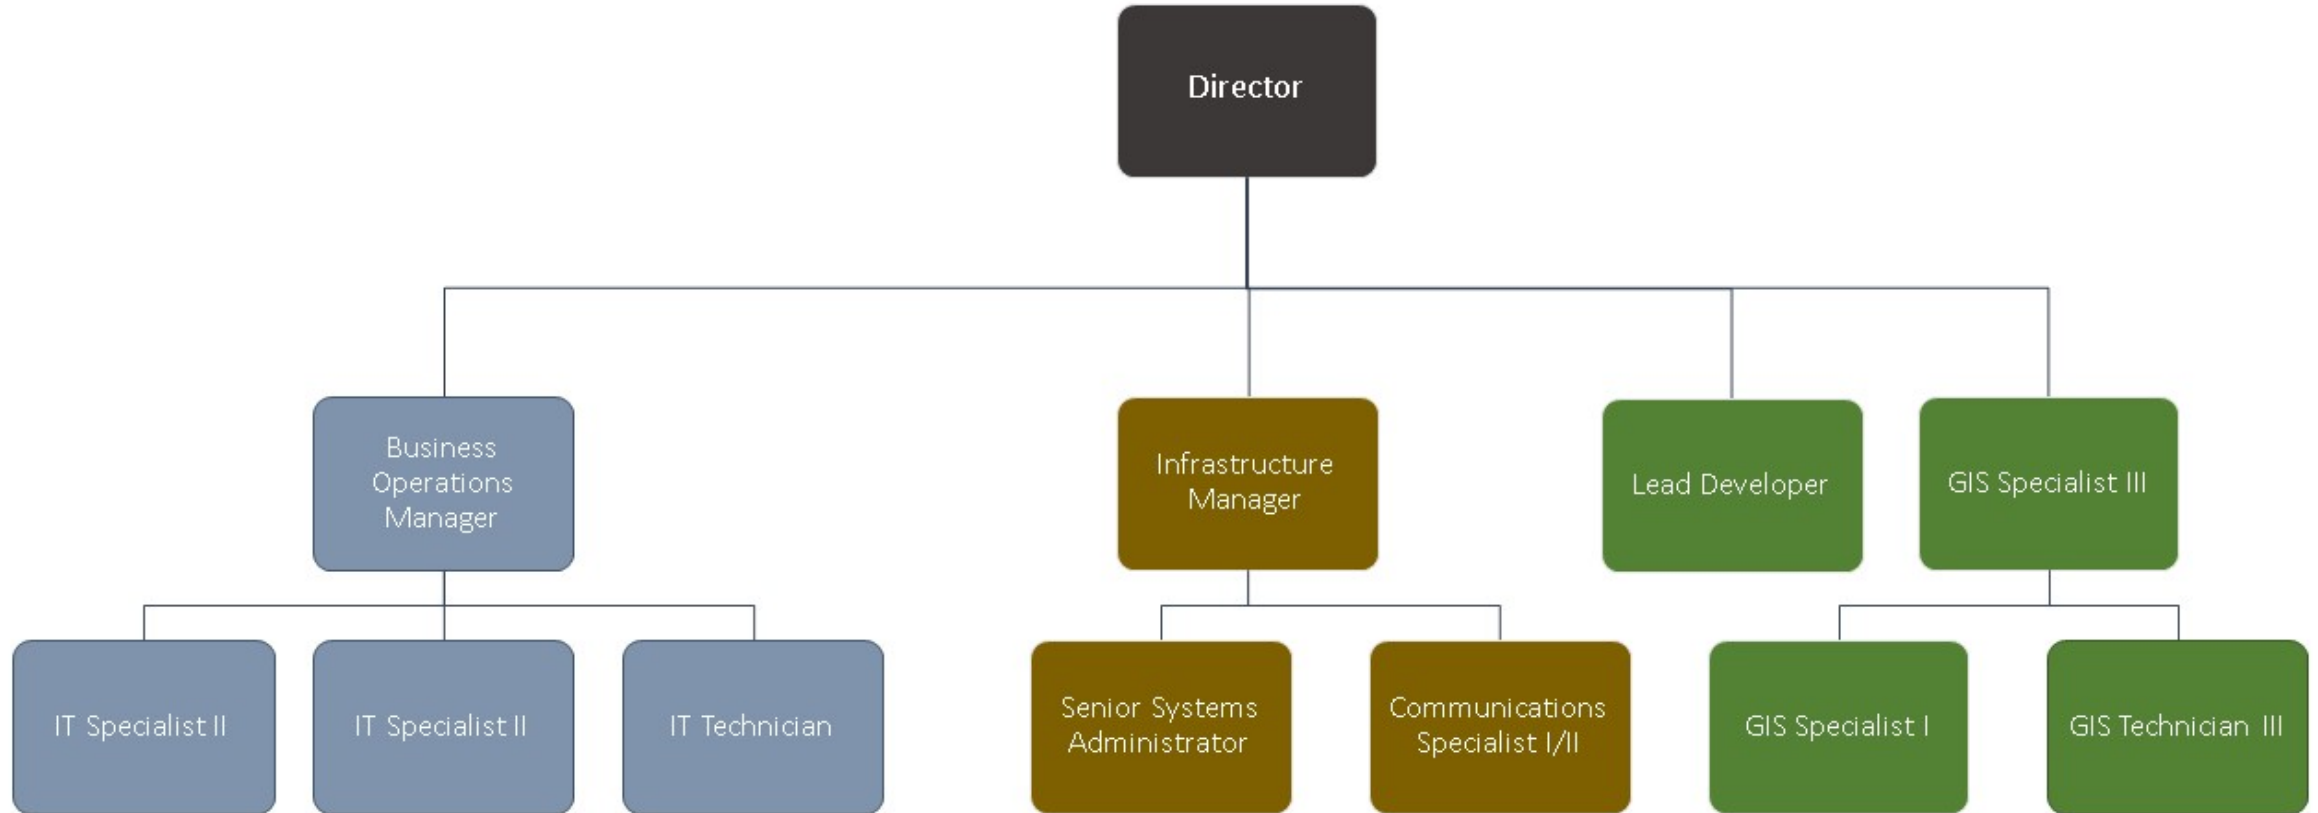 Director
Business
Operations
Manager
Infrastructure
Manager
Lead Developer
GIS Specialist III
IT Specialist II
IT Specialist II
IT Technician
Senior Systems
Administrator
Communications
Specialist I/II
GIS Specialist I
GIS Technician III